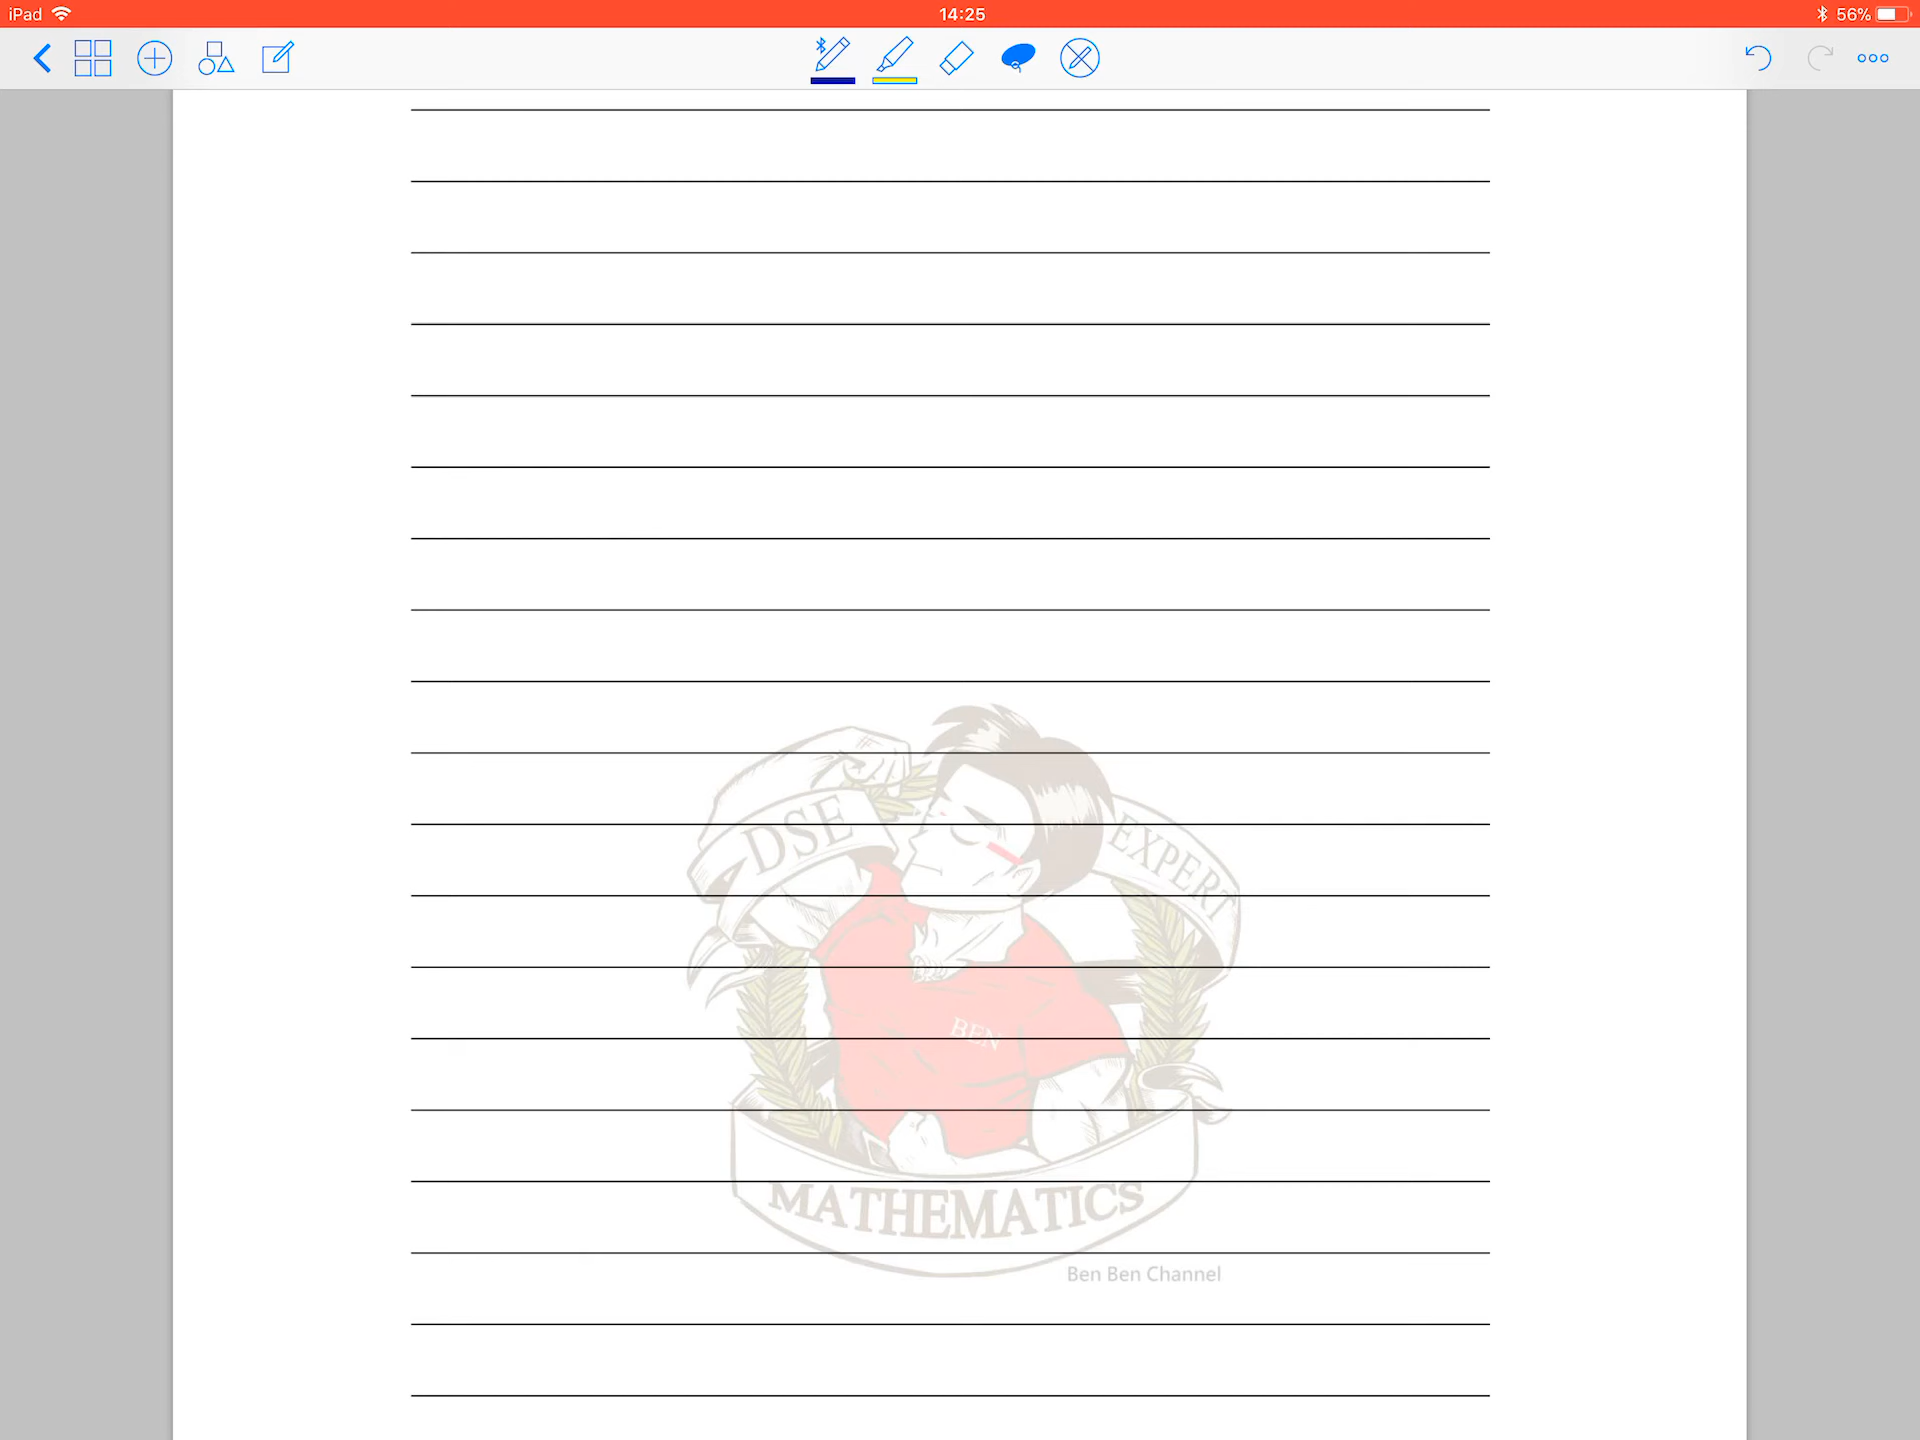 iPad 14:25 56%
DSE EXPERT
BEN
MATHEMATICS
Ben Ben Channel